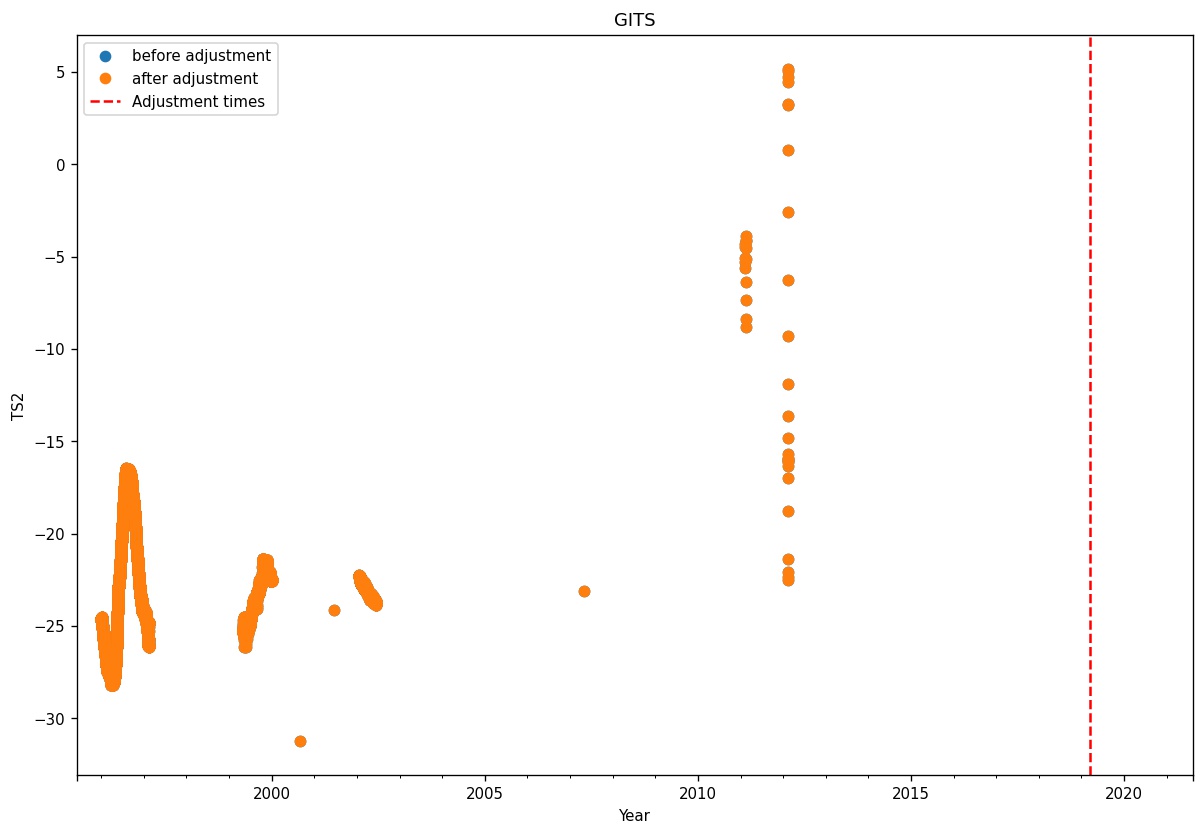 GITS
before adjustment
after adjustment
Adjustment times
5
0
−5
−10
−15
−20
−25
−30
TS2
2000 2005 2010 2015 2020
Year